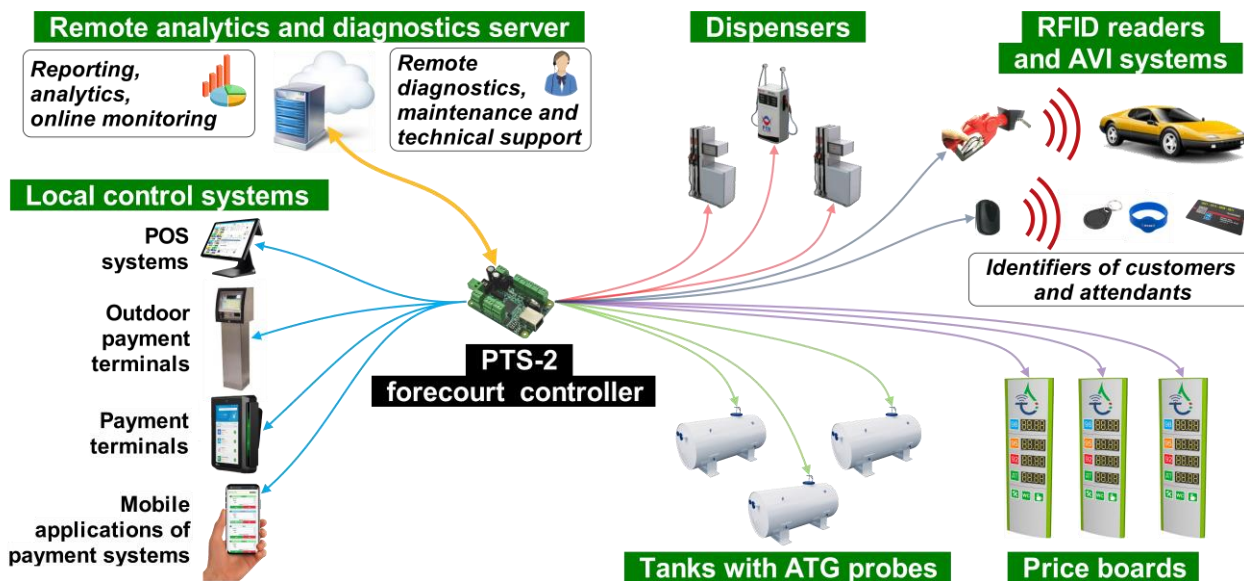 Remote analytics and diagnostics server
Reporting,
analytics,
online monitoring
Remote
diagnostics,
maintenance and
technical support
Dispensers
RFID readers
and AVI systems
Identifiers of customers
and attendants
Local control systems
POS
systems
Outdoor
payment
terminals
Payment
terminals
Mobile
applications of
payment systems
PTS-2
forecourt controller
Tanks with ATG probes
Price boards